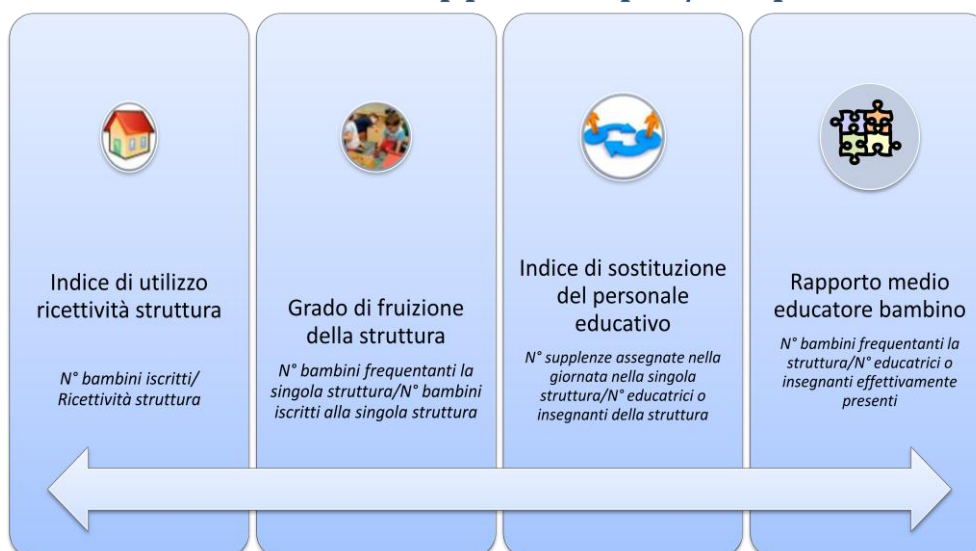 Indice di utilizzo
ricettività struttura
N° bambini iscritti/
Ricettività struttura
Grado di fruizione
della struttura
N° bambini frequentanti la
singola struttura/N° bambini
iscritti alla singola struttura
Indice di sostituzione
del personale
educativo
N° supplenze assegnate nella
giornata nella singola
struttura/N° educatrici o
insegnanti della struttura
Rapporto medio
educatore bambino
N° bambini frequentanti la
struttura/N° educatrici o
insegnanti effettivamente
presenti